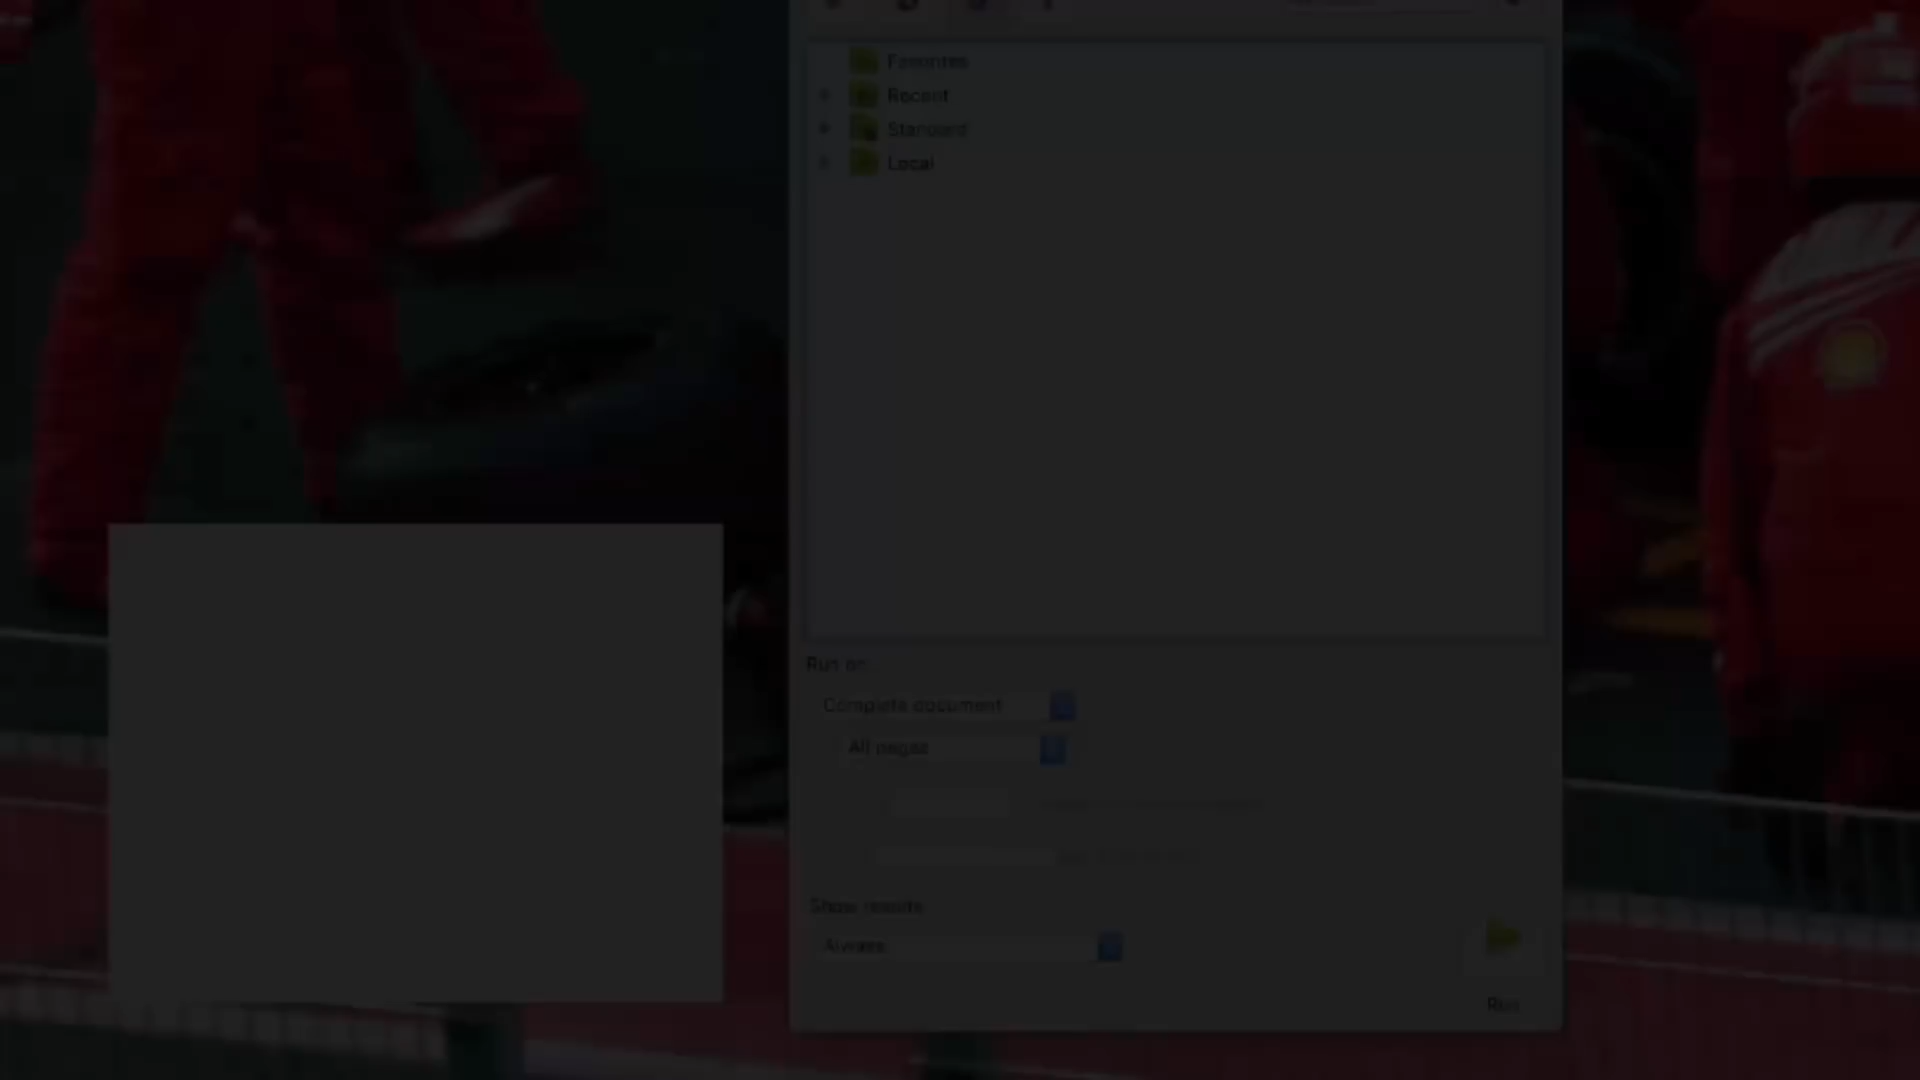 Favorites
Recent
Standard
Local
Run on
Complete document
All pages
Show results
Always
Run